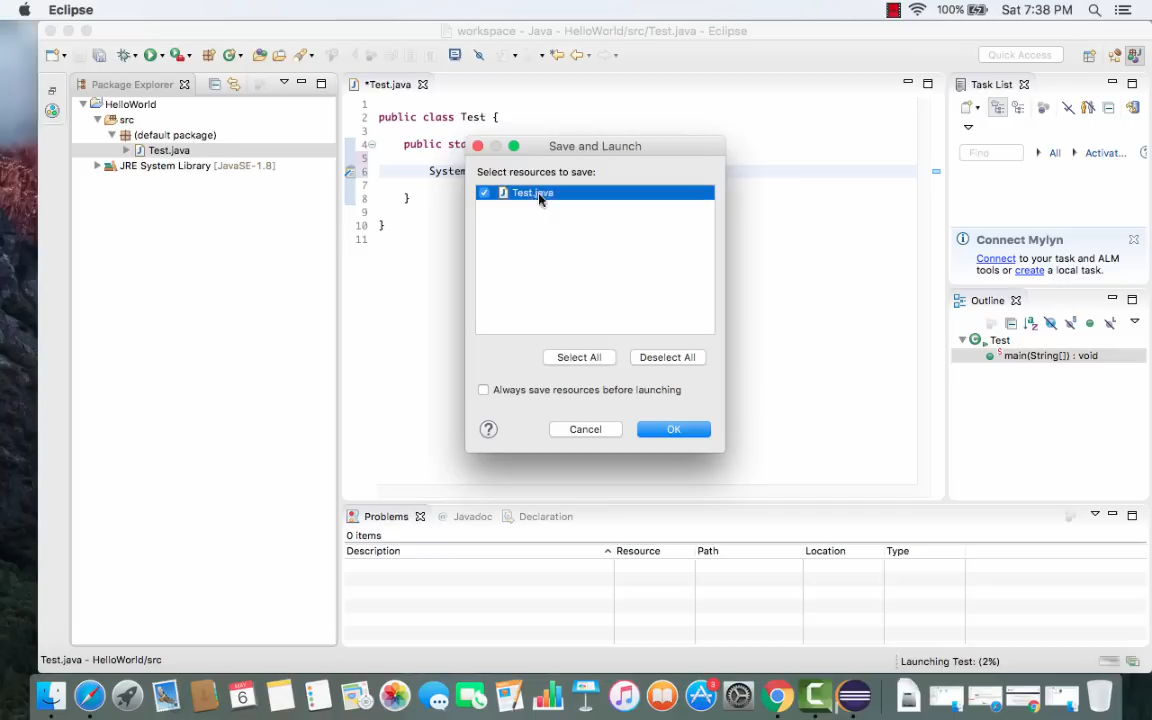 Eclipse
100%
Sat 7:38 PM
workspace - Java - HelloWorld/src/Test.java - Eclipse
Quick Access
Package Explorer
*Test.java
Task List
HelloWorld
src
(default package)
Test.java
JRE System Library [JavaSE-1.8]
1
2 public class Test {
3
4 public sta
5
6 System
7
8 }
9
10 }
11
Save and Launch
Select resources to save:
Test.java
Select All
Deselect All
Always save resources before launching
?
Cancel
OK
Find
All
Activat...
Connect Mylyn
Connect to your task and ALM
tools or create a local task.
Outline
Test
main(String[]) : void
Problems
@ Javadoc
Declaration
0 items
Description
Resource
Path
Location
Type
Test.java - HelloWorld/src
Launching Test: (2%)
6
3